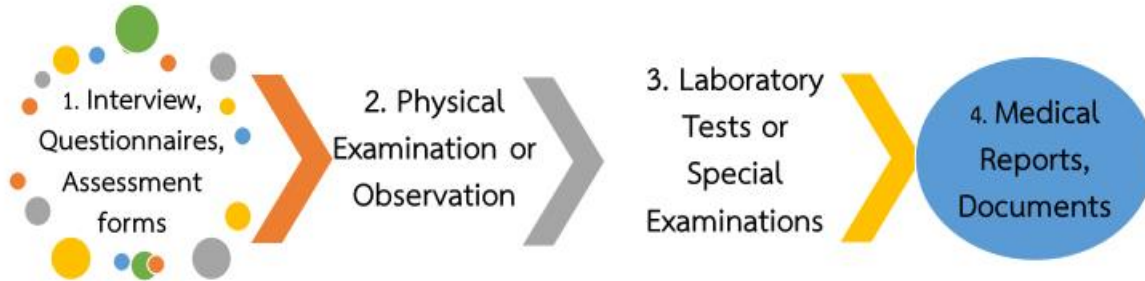 1. Interview,
Questionnaires,
Assessment
forms
2. Physical
Examination or
Observation
3. Laboratory
Tests or
Special
Examinations
4. Medical
Reports,
Documents